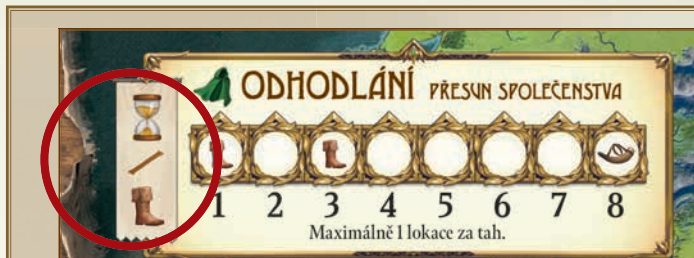 ODHODLÁNÍ PŘESUN SPOLEČENSTVA
1 2 3 4 5 6 7 8
Maximálně 1 lokace za tah.